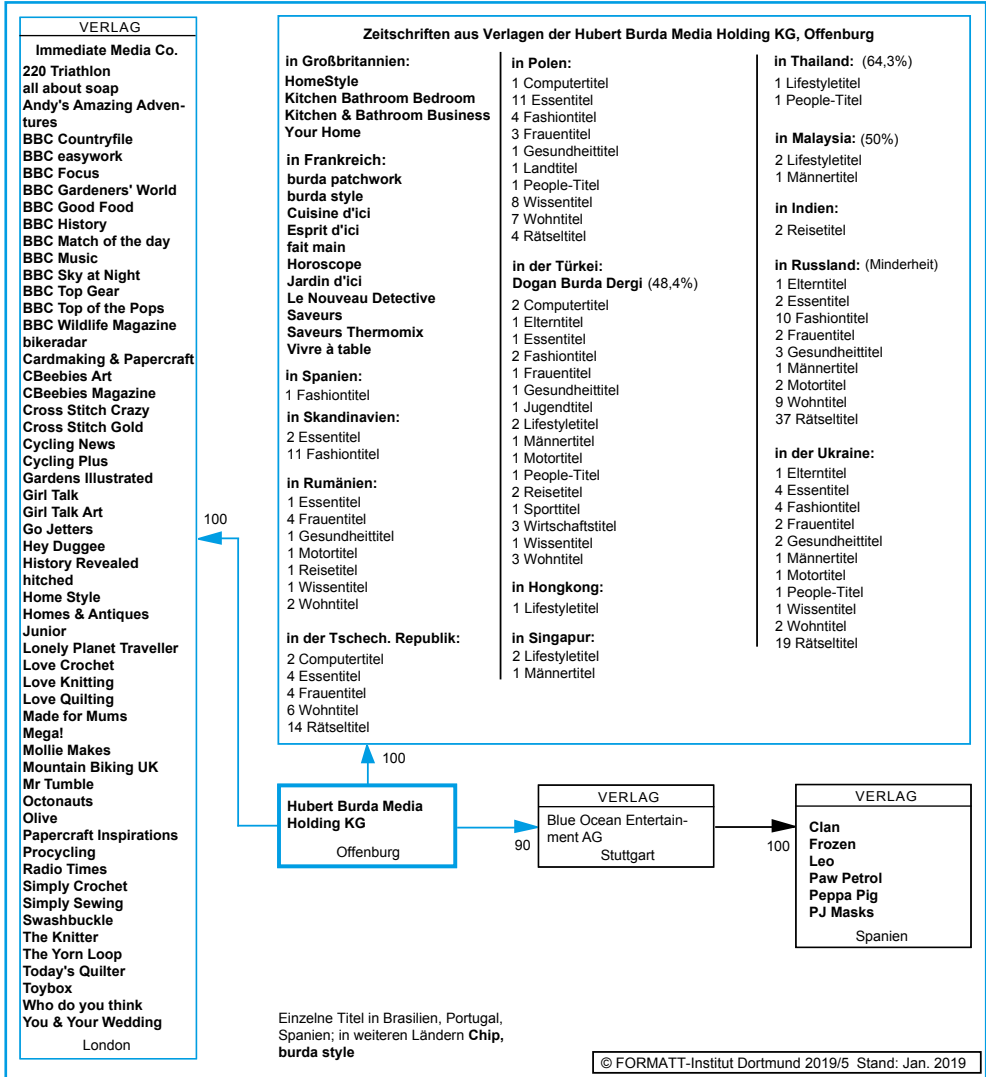 VERLAG
Immediate Media Co.
220 Triathlon
all about soap
Andy's Amazing Adven-
tures
BBC Countryfile
BBC easywork
BBC Focus
BBC Gardeners' World
BBC Good Food
BBC History
BBC Match of the day
BBC Music
BBC Sky at Night
BBC Top Gear
BBC Top of the Pops
BBC Wildlife Magazine
bikeradar
Cardmaking & Papercraft
CBeebies Art
CBeebies Magazine
Cross Stitch Crazy
Cross Stitch Gold
Cycling News
Cycling Plus
Gardens Illustrated
Girl Talk
Girl Talk Art
Go Jetters
Hey Duggee
History Revealed
hitched
Home Style
Homes & Antiques
Junior
Lonely Planet Traveller
Love Crochet
Love Knitting
Love Quilting
Made for Mums
Mega!
Mollie Makes
Mountain Biking UK
Mr Tumble
Octonauts
Olive
Papercraft Inspirations
Procycling
Radio Times
Simply Crochet
Simply Sewing
Swashbuckle
The Knitter
The Yorn Loop
Today's Quilter
Toybox
Who do you think
You & Your Wedding
London
100
Zeitschriften aus Verlagen der Hubert Burda Media Holding KG, Offenburg
in Großbritannien:
HomeStyle
Kitchen Bathroom Bedroom
Kitchen & Bathroom Business
Your Home
in Frankreich:
burda patchwork
burda style
Cuisine d'ici
Esprit d'ici
fait main
Horoscope
Jardin d'ici
Le Nouveau Detective
Saveurs
Saveurs Thermomix
Vivre à table
in Spanien:
1 Fashiontitel
in Skandinavien:
2 Essentitel
11 Fashiontitel
in Rumänien:
1 Essentitel
4 Frauentitel
1 Gesundheittitel
1 Motortitel
1 Reisetitel
1 Wissentitel
2 Wohntitel
in der Tschech. Republik:
2 Computertitel
4 Essentitel
4 Frauentitel
6 Wohntitel
14 Rätseltitel
in Polen:
1 Computertitel
11 Essentitel
4 Fashiontitel
3 Frauentitel
1 Gesundheittitel
1 Landtitel
1 People-Titel
8 Wissentitel
7 Wohntitel
4 Rätseltitel
in der Türkei:
Dogan Burda Dergi (48,4%)
2 Computertitel
1 Elterntitel
1 Essentitel
2 Fashiontitel
1 Frauentitel
1 Gesundheittitel
1 Jugendtitel
2 Lifestyletitel
1 Männertitel
1 Motortitel
1 People-Titel
2 Reisetitel
1 Sporttitel
3 Wirtschaftstitel
1 Wissentitel
3 Wohntitel
in Hongkong:
1 Lifestyletitel
in Singapur:
2 Lifestyletitel
1 Männertitel
in Thailand: (64,3%)
1 Lifestyletitel
1 People-Titel
in Malaysia: (50%)
2 Lifestyletitel
1 Männertitel
in Indien:
2 Reisetitel
in Russland: (Minderheit)
1 Elterntitel
2 Essentitel
10 Fashiontitel
2 Frauentitel
3 Gesundheittitel
1 Männertitel
2 Motortitel
9 Wohntitel
37 Rätseltitel
in der Ukraine:
1 Elterntitel
4 Essentitel
4 Fashiontitel
2 Frauentitel
2 Gesundheittitel
1 Männertitel
1 Motortitel
1 People-Titel
1 Wissentitel
2 Wohntitel
19 Rätseltitel
100
Hubert Burda Media
Holding KG
Offenburg
90
VERLAG
Blue Ocean Entertain-
ment AG
Stuttgart
100
VERLAG
Clan
Frozen
Leo
Paw Petrol
Peppa Pig
PJ Masks
Spanien
Einzelne Titel in Brasilien, Portugal,
Spanien; in weiteren Ländern Chip,
burda style
© FORMATT-Institut Dortmund 2019/5 Stand: Jan. 2019